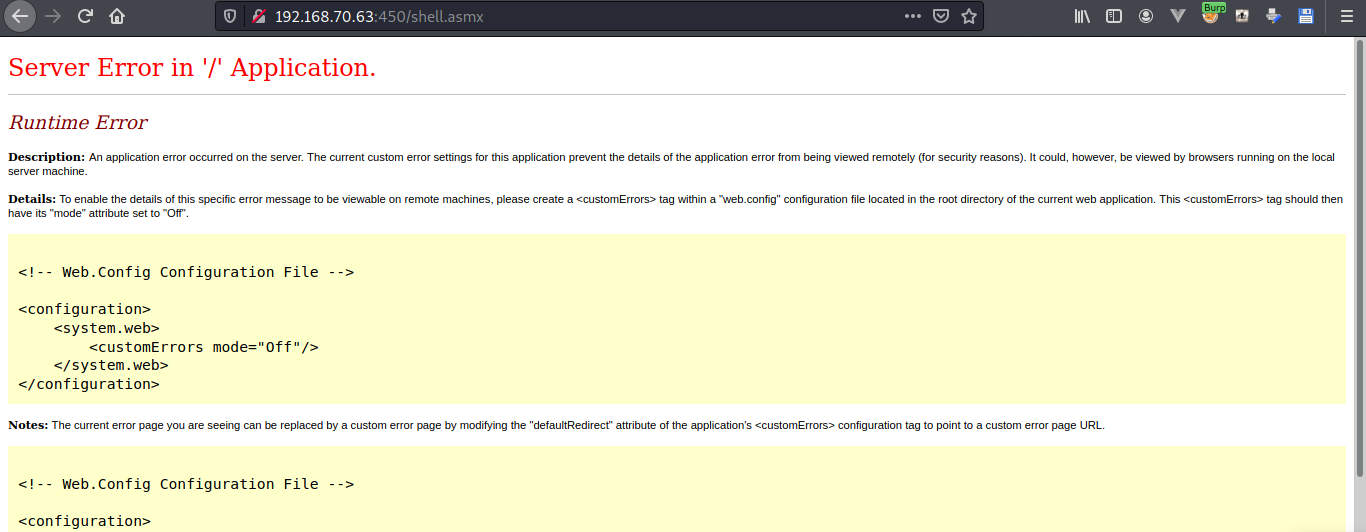 192.168.70.63:450/shell.asmx
Burp
Server Error in '/' Application.
Runtime Error
Description: An application error occurred on the server. The current custom error settings for this application prevent the details of the application error from being viewed remotely (for security reasons). It could, however, be viewed by browsers running on the local
server machine.
Details: To enable the details of this specific error message to be viewable on remote machines, please create a <customErrors> tag within a "web.config" configuration file located in the root directory of the current web application. This <customErrors> tag should then
have its "mode" attribute set to "Off".
<!-- Web.Config Configuration File -->
<configuration>
    <system.web>
        <customErrors mode="Off"/>
    </system.web>
</configuration>
Notes: The current error page you are seeing can be replaced by a custom error page by modifying the "defaultRedirect" attribute of the application's <customErrors> configuration tag to point to a custom error page URL.
<!-- Web.Config Configuration File -->
<configuration>